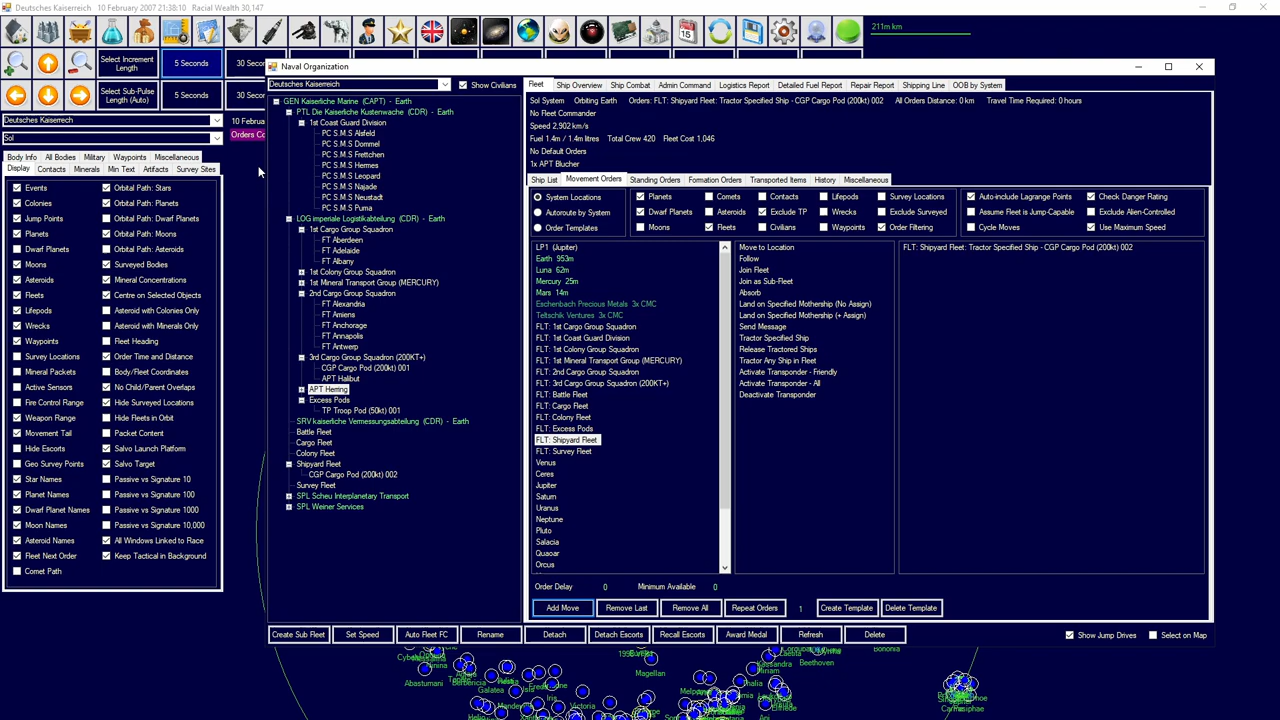 Deutsches Kaiserreich   10 February 2007 21:38:10   Racial Wealth 30,147
211m km
Select Increment Length
5 Seconds
30 Sec
Select Sub-Pulse Length (Auto)
5 Seconds
30 Sec
Deutsches Kaiserreich
10 Februa
Sol
Orders Co
Body Info
All Bodies
Military
Waypoints
Miscellaneous
Display
Contacts
Minerals
Min Text
Artifacts
Survey Sites
Events
Orbital Path: Stars
Colonies
Orbital Path: Planets
Jump Points
Orbital Path: Dwarf Planets
Planets
Orbital Path: Moons
Dwarf Planets
Orbital Path: Asteroids
Moons
Surveyed Bodies
Asteroids
Mineral Concentrations
Fleets
Centre on Selected Objects
Lifepods
Asteroid with Colonies Only
Wrecks
Asteroid with Minerals Only
Waypoints
Fleet Heading
Survey Locations
Order Time and Distance
Mineral Packets
Body/Fleet Coordinates
Active Sensors
No Child/Parent Overlaps
Fire Control Range
Hide Surveyed Locations
Weapon Range
Hide Fleets in Orbit
Movement Tail
Packet Content
Hide Escorts
Salvo Launch Platform
Geo Survey Points
Salvo Target
Star Names
Passive vs Signature 10
Planet Names
Passive vs Signature 100
Dwarf Planet Names
Passive vs Signature 1000
Moon Names
Passive vs Signature 10,000
Asteroid Names
All Windows Linked to Race
Fleet Next Order
Keep Tactical in Background
Comet Path
Naval Organization
Deutsches Kaiserreich
Show Civilians
GEN Kaiserliche Marine (CAPT) - Earth
PTL Die Kaiserliche Kustenwache (CDR) - Earth
1st Coast Guard Division
PC S.M.S Alsfeld
PC S.M.S Dommel
PC S.M.S Frettchen
PC S.M.S Hermes
PC S.M.S Leopard
PC S.M.S Najade
PC S.M.S Neustadt
PC S.M.S Puma
LOG imperiale Logistikabteilung (CDR) - Earth
1st Cargo Group Squadron
FT Aberdeen
FT Adelaide
FT Albany
1st Colony Group Squadron
1st Mineral Transport Group (MERCURY)
2nd Cargo Group Squadron
FT Alexandria
FT Amiens
FT Anchorage
FT Annapolis
FT Antwerp
3rd Cargo Group Squadron (200KT+)
CGP Cargo Pod (200kt) 001
APT Halibut
APT Herring
Excess Pods
TP Troop Pod (50kt) 001
SRV kaiserliche Vermessungsabteilung (CDR) - Earth
Battle Fleet
Cargo Fleet
Colony Fleet
Shipyard Fleet
CGP Cargo Pod (200kt) 002
Survey Fleet
SPL Scheu Interplanetary Transport
SPL Weiner Services
Fleet
Ship Overview
Ship Combat
Admin Command
Logistics Report
Detailed Fuel Report
Repair Report
Shipping Line
OOB by System
Sol System   Orbiting Earth   Orders: FLT: Shipyard Fleet: Tractor Specified Ship - CGP Cargo Pod (200kt) 002   All Orders Distance: 0 km   Travel Time Required: 0 hours
No Fleet Commander
Speed 2,902 km/s
Fuel 1.4m / 1.4m litres   Total Crew 420   Fleet Cost 1,046
No Default Orders
1x APT Blucher
Ship List
Movement Orders
Standing Orders
Formation Orders
Transported Items
History
Miscellaneous
System Locations
Planets
Comets
Contacts
Lifepods
Survey Locations
Auto-include Lagrange Points
Check Danger Rating
Autoroute by System
Dwarf Planets
Asteroids
Exclude TP
Wrecks
Exclude Surveyed
Assume Fleet is Jump-Capable
Exclude Alien-Controlled
Order Templates
Moons
Fleets
Civilians
Waypoints
Order Filtering
Cycle Moves
Use Maximum Speed
LP1 (Jupiter)
Earth 953m
Luna 62m
Mercury 25m
Mars 14m
Eschenbach Precious Metals 3x CMC
Teltschik Ventures 3x CMC
FLT: 1st Cargo Group Squadron
FLT: 1st Coast Guard Division
FLT: 1st Colony Group Squadron
FLT: 1st Mineral Transport Group (MERCURY)
FLT: 2nd Cargo Group Squadron
FLT: 3rd Cargo Group Squadron (200KT+)
FLT: Battle Fleet
FLT: Cargo Fleet
FLT: Colony Fleet
FLT: Excess Pods
FLT: Shipyard Fleet
FLT: Survey Fleet
Venus
Ceres
Jupiter
Saturn
Uranus
Neptune
Pluto
Salacia
Quaoar
Orcus
Move to Location
Follow
Join Fleet
Join as Sub-Fleet
Absorb
Land on Specified Mothership (No Assign)
Land on Specified Mothership (+ Assign)
Send Message
Tractor Specified Ship
Release Tractored Ships
Tractor Any Ship in Fleet
Activate Transponder - Friendly
Activate Transponder - All
Deactivate Transponder
FLT: Shipyard Fleet: Tractor Specified Ship - CGP Cargo Pod (200kt) 002
Order Delay   0   Minimum Available   0
Add Move
Remove Last
Remove All
Repeat Orders
1
Create Template
Delete Template
Create Sub Fleet
Set Speed
Auto Fleet FC
Rename
Detach
Detach Escorts
Recall Escorts
Award Medal
Refresh
Delete
Show Jump Drives
Select on Map
Bononia
Beethoven
Magellan
Abastumani
Berbericia
Galatea
Iris
Victoria